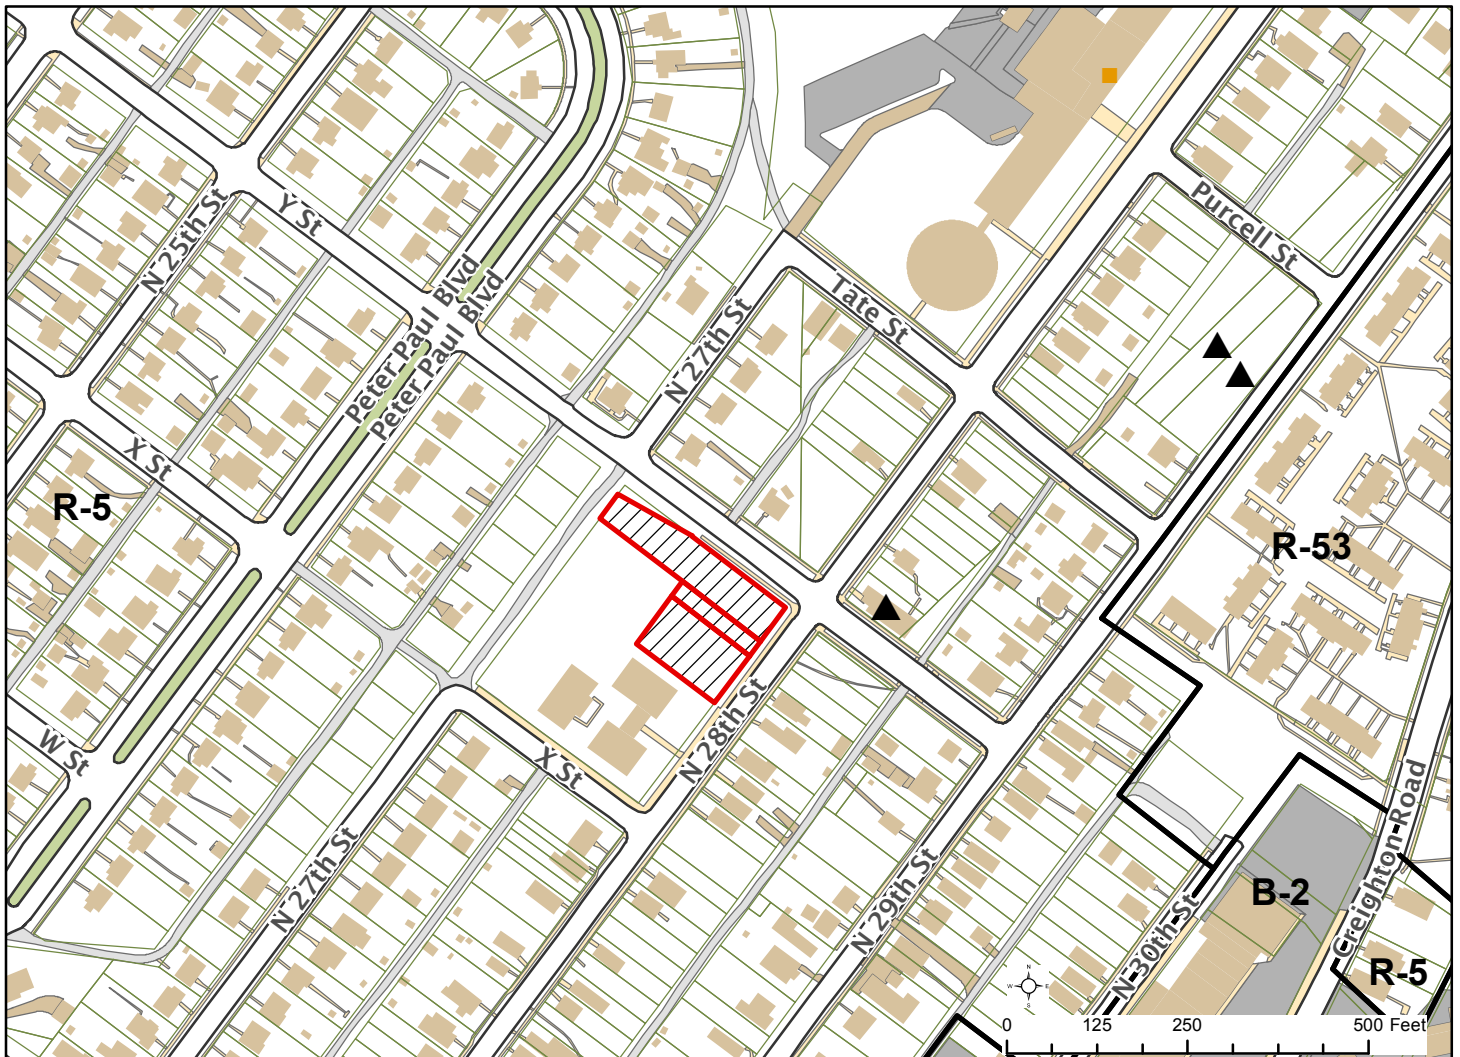 Purcell St
N 25th St
Y St
Peter Paul Blvd
Peter Paul Blvd
Tate St
N 27th St
X St
R-5
R-53
N 28th St
W St
X St
Creighton Road
N 27th St
N 29th St
B-2
N 30th St
R-5
N
W E
S
0 125 250 500 Feet